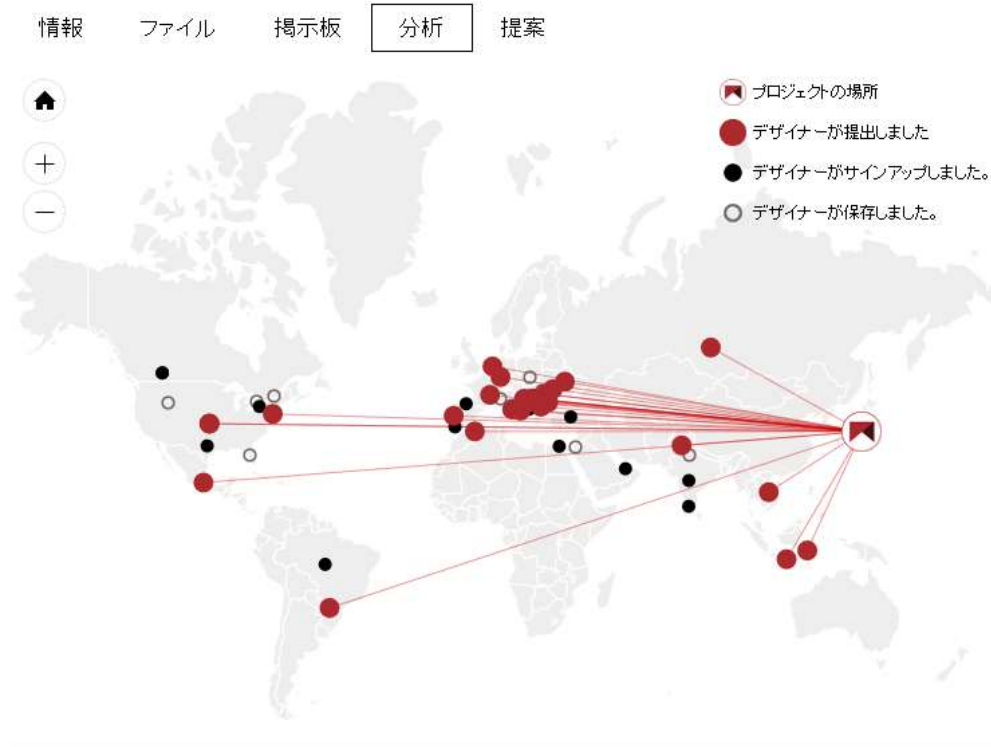 情報 ファイル 掲示板 分析 提案
プロジェクトの場所
デザイナーが提出しました
デザイナーがサインアップしました。
デザイナーが保存しました。